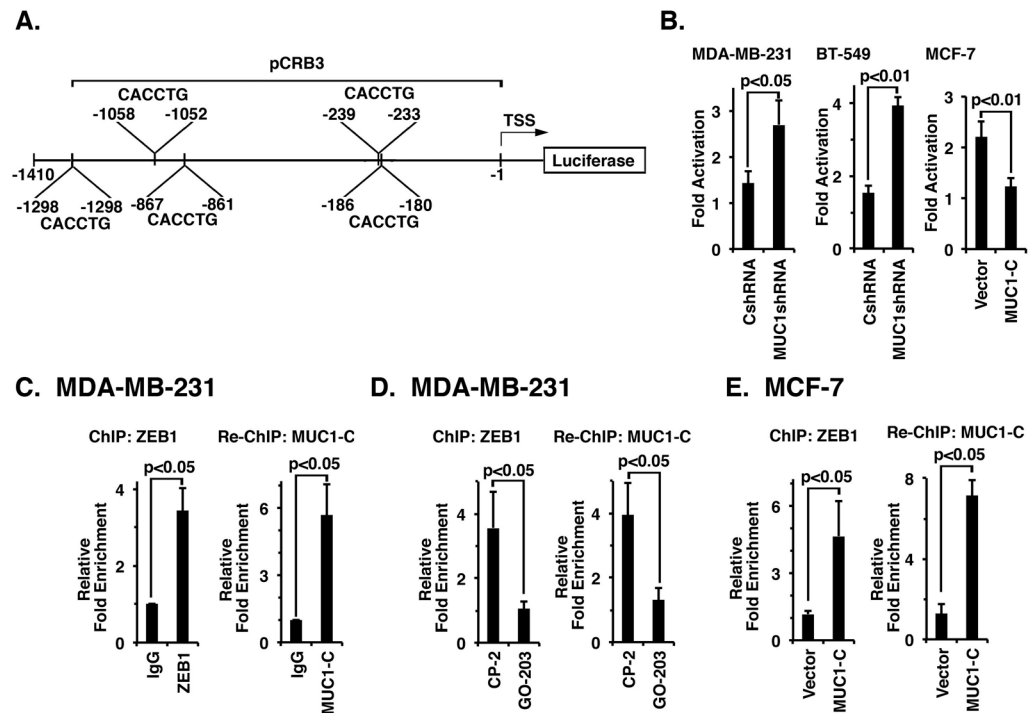 A.
pCRB3
CACCTG CACCTG
-1058 -1052 -239 -233 TSS
Luciferase
-1410 -1
-1298 -1298 -867 -861 -186 -180
CACCTG CACCTG CACCTG
B.
MDA-MB-231 BT-549 MCF-7
p<0.05
Fold Activation
3
2
1
0
CshRNA
MUC1shRNA
p<0.01
Fold Activation
4
2
0
CshRNA
MUC1shRNA
p<0.01
Fold Activation
3
2
1
0
Vector
MUC1-C
C. MDA-MB-231
ChIP: ZEB1
p<0.05
Relative
Fold Enrichment
4
2
0
IgG
ZEB1
Re-ChIP: MUC1-C
p<0.05
Relative
Fold Enrichment
6
3
0
IgG
MUC1-C
D. MDA-MB-231
ChIP: ZEB1
p<0.05
Relative
Fold Enrichment
4
2
0
CP-2
GO-203
Re-ChIP: MUC1-C
p<0.05
Relative
Fold Enrichment
4
2
0
CP-2
GO-203
E. MCF-7
ChIP: ZEB1
p<0.05
Relative
Fold Enrichment
6
3
0
Vector
MUC1-C
Re-ChIP: MUC1-C
p<0.05
Relative
Fold Enrichment
8
4
0
Vector
MUC1-C